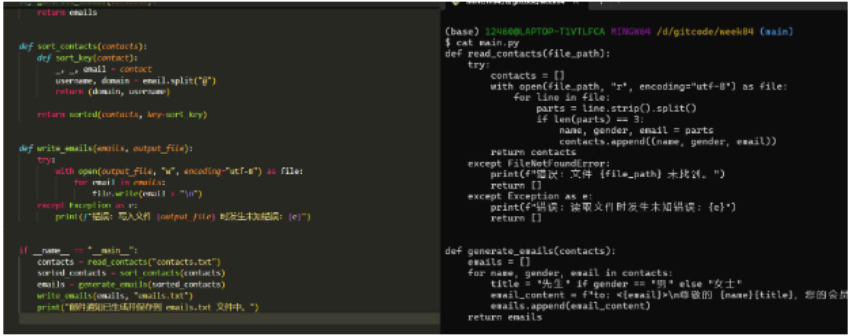 return emails
def sort_contacts(contacts):
def sort_key(contact):
_, _, email = contact
username, domain = email.split("@")
return (domain, username)
return sorted(contacts, key=sort_key)
def write_emails(emails, output_file):
try:
with open(output_file, "w", encoding="utf-8") as file:
for email in emails:
file.write(email + "\n")
except Exception as e:
print(f"错误: 写入文件 {output_file} 时发生未知错误: {e}")
if __name__ == "__main__":
contacts = read_contacts("contacts.txt")
sorted_contacts = sort_contacts(contacts)
emails = generate_emails(sorted_contacts)
write_emails(emails, "emails.txt")
print("邮件通知已生成并保存到 emails.txt 文件中。")
(base) 12460@LAPTOP-T1VTLFCA MINGW64 /d/gitcode/week04 (main)
$ cat main.py
def read_contacts(file_path):
try:
contacts = []
with open(file_path, "r", encoding="utf-8") as file:
for line in file:
parts = line.strip().split()
if len(parts) == 3:
name, gender, email = parts
contacts.append((name, gender, email))
return contacts
except FileNotFoundError:
print(f"错误: 文件 {file_path} 未找到。")
return []
except Exception as e:
print(f"错误: 读取文件时发生未知错误: {e}")
return []
def generate_emails(contacts):
emails = []
for name, gender, email in contacts:
title = "先生" if gender == "男" else "女士"
email_content = f"to: <{email}>\n尊敬的 {name}{title}, 您的会员
emails.append(email_content)
return emails